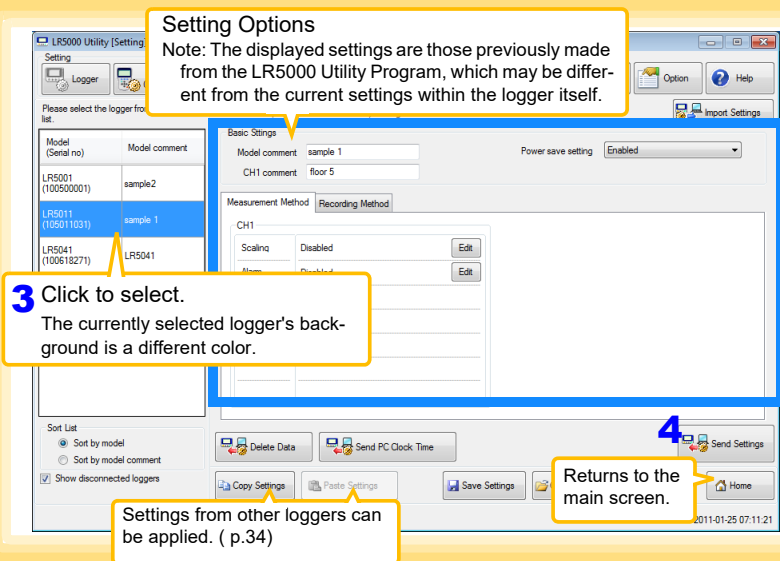 Setting Options
Note: The displayed settings are those previously made
from the LR5000 Utility Program, which may be differ-
ent from the current settings within the logger itself.
LR5000 Utility [Setting]
Setting
Logger
Option
Help
Please select the logger from
list.
Import Settings
Model
(Serial no)
Model comment
LR5001
(100500001)
sample2
LR5011
(105011031)
sample 1
LR5041
(100618271)
LR5041
Basic Sttings
Model comment
sample 1
Power save setting
Enabled
CH1 comment
floor 5
Measurement Method
Recording Method
CH1
Scaling
Disabled
Edit
Alarm
Disabled
Edit
3 Click to select.
The currently selected logger's back-
ground is a different color.
4
Sort List
Sort by model
Sort by model comment
Show disconnected loggers
Delete Data
Send PC Clock Time
Send Settings
Copy Settings
Paste Settings
Save Settings
Home
Returns to the
main screen.
Settings from other loggers can
be applied. ( p.34)
2011-01-25 07:11:21